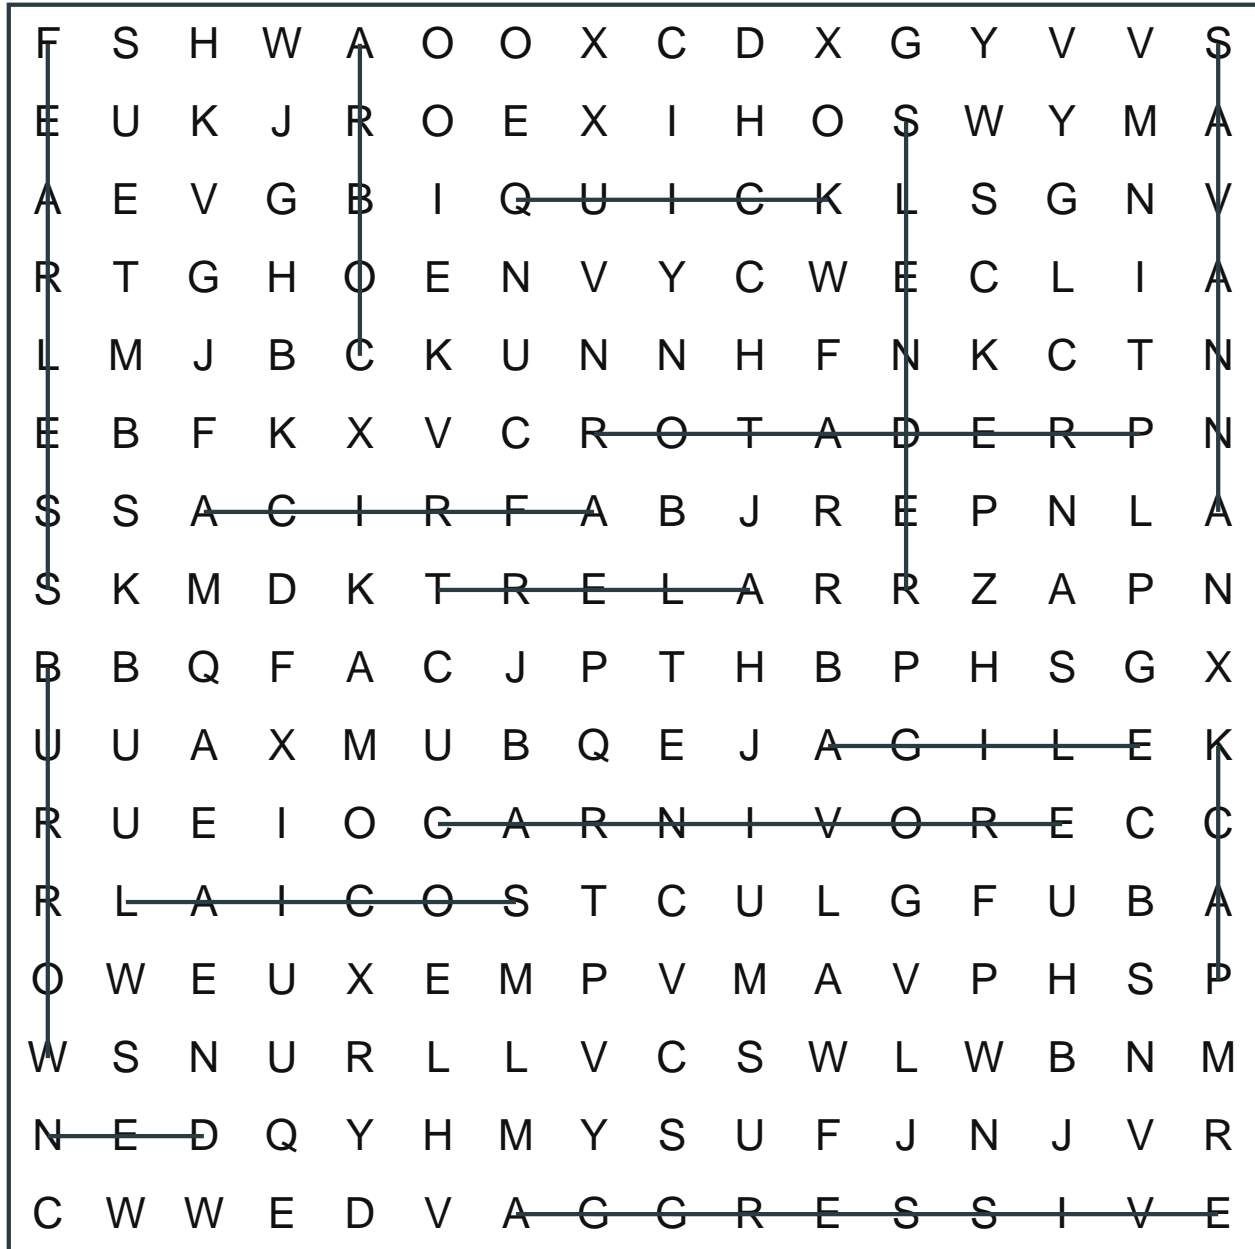 F S H W A O O X C D X G Y V V S
E U K J R O E X I H O S W Y M A
A E V G B I Q U I C K L S G N V
R T G H O E N V Y C W E C L I A
L M J B C K U N N H F N K C T N
E B F K X V C R O T A D E R P N
S S A C I R F A B J R E P N L A
S K M D K T R E L A R R Z A P N
B B Q F A C J P T H B P H S G X
U U A X M U B Q E J A G I L E K
R U E I O C A R N I V O R E C C
R L A I C O S T C U L G F U B A
O W E U X E M P V M A V P H S P
W S N U R L L V C S W L W B N M
N E D Q Y H M Y S U F J N J V R
C W W E D V A G G R E S S I V E